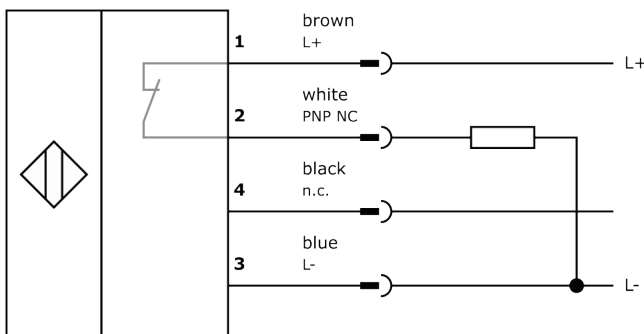 brown
1 L+ L+
white
2 PNP NC
black
4 n.c.
blue
3 L- L-